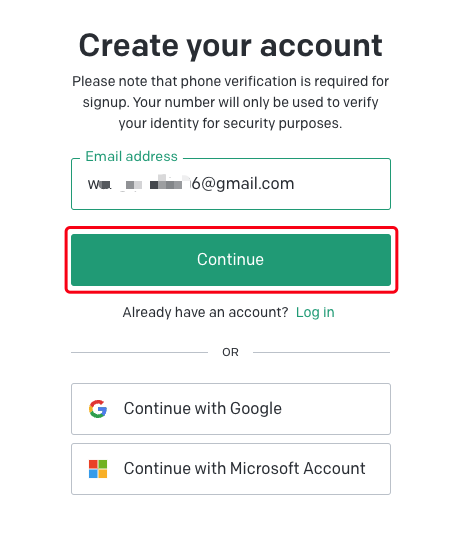 Create your account
Please note that phone verification is required for
signup. Your number will only be used to verify
your identity for security purposes.
Email address
6@gmail.com
Continue
Already have an account? Log in
OR
Continue with Google
Continue with Microsoft Account